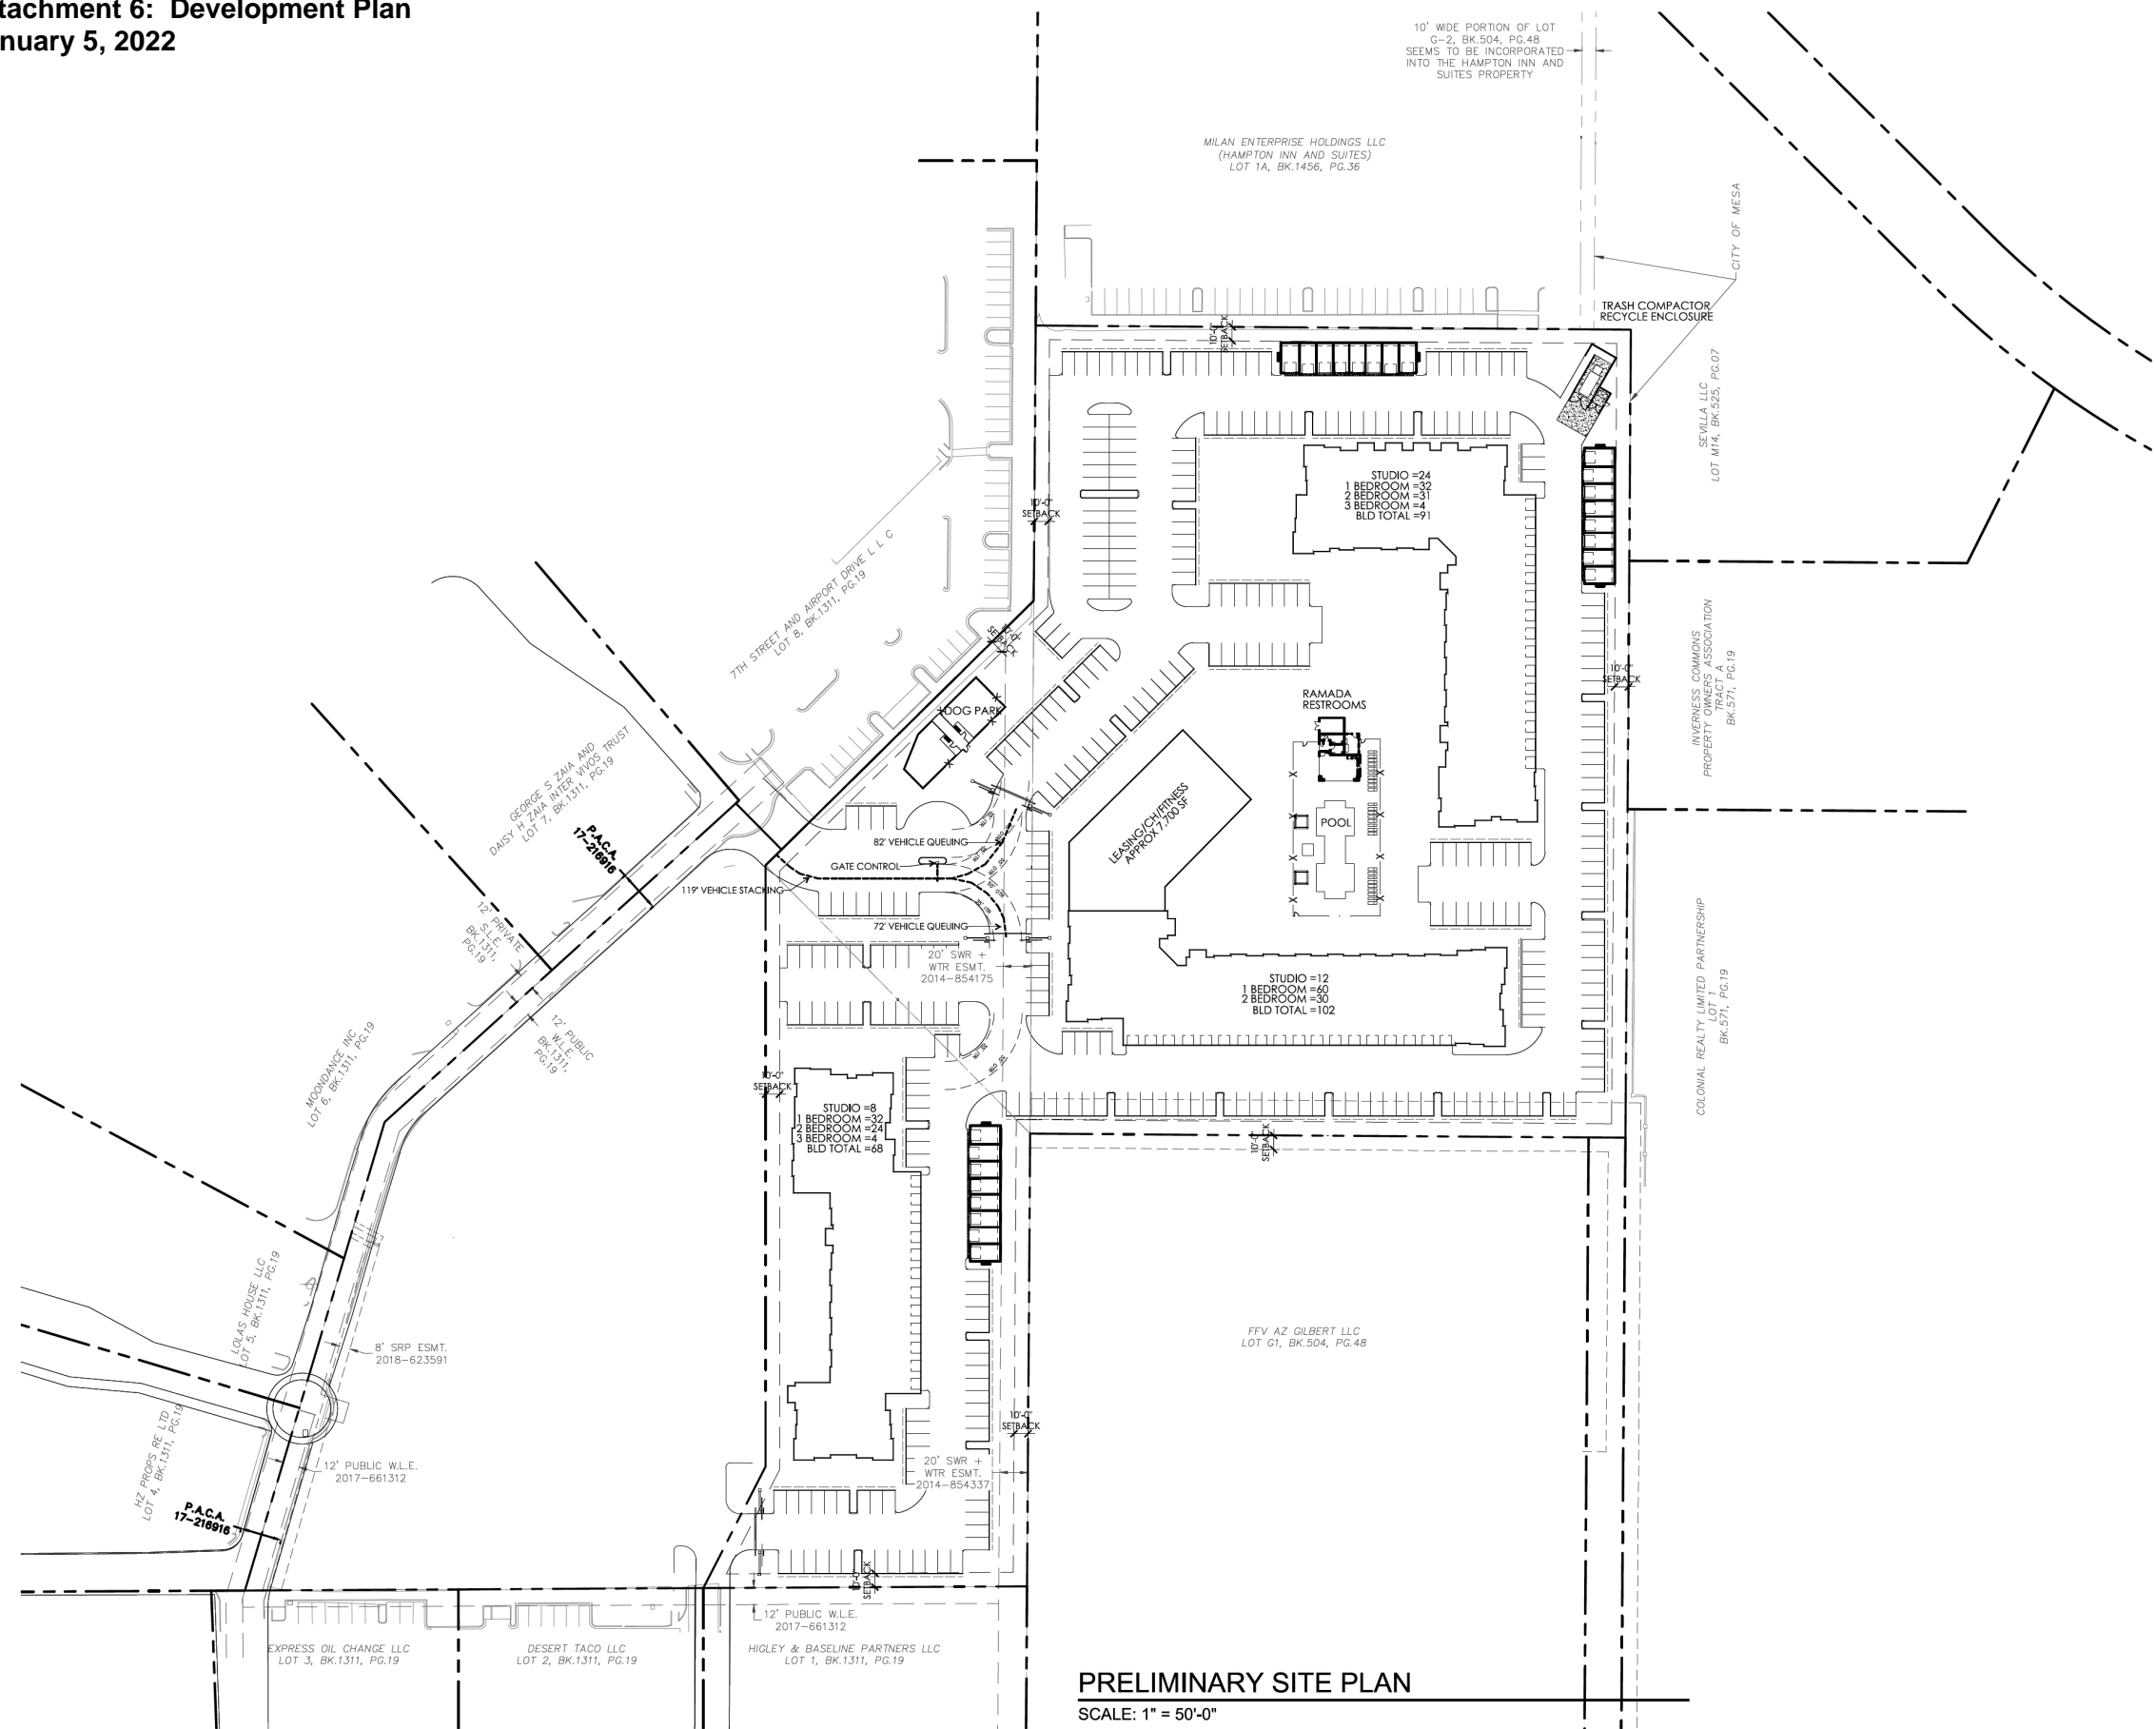 tachment 6: Development Plan
nuary 5, 2022
10' WIDE PORTION OF LOT
G-2, BK.504, PG.48
SEEMS TO BE INCORPORATED
INTO THE HAMPTON INN AND
SUITES PROPERTY
MILAN ENTERPRISE HOLDINGS LLC
(HAMPTON INN AND SUITES)
LOT 1A, BK.1456, PG.36
CITY OF MESA
TRASH COMPACTOR
RECYCLE ENCLOSURE
10'-0"
SETBACK
SEVILLA LLC
LOT M14, BK.525, PG.07
STUDIO =24
1 BEDROOM =32
2 BEDROOM =31
3 BEDROOM =4
BLD TOTAL =91
10'-0"
SETBACK
7TH STREET AND AIRPORT DRIVE L L C
LOT 8, BK.1311, PG.19
SETBACK
INVERNESS COMMONS
PROPERTY OWNERS ASSOCIATION
TRACT A
BK.571, PG.19
10'-0"
SETBACK
RAMADA
RESTROOMS
DOG PARK
GEORGE S ZAIA AND
DAISY H ZAIA INTER VIVOS TRUST
LOT 7, BK.1311, PG.19
P.A.C.A.
17-216916
LEASING/CH/FITNESS
APPROX 7,700 SF
POOL
82' VEHICLE QUEUING
GATE CONTROL
119' VEHICLE STACKING
72' VEHICLE QUEUING
12' PRIVATE
S.L.E.
BK.1311,
PG.19
20' SWR +
WTR ESMT.
2014-854175
STUDIO =12
1 BEDROOM =60
2 BEDROOM =30
BLD TOTAL =102
COLONIAL REALTY LIMITED PARTNERSHIP
LOT 1
BK.571, PG.19
12' PUBLIC
W.L.E.
BK.1311,
PG.19
MOONDANCE INC
LOT 6, BK.1311, PG.19
10'-0"
SETBACK
STUDIO =8
1 BEDROOM =32
2 BEDROOM =24
3 BEDROOM =4
BLD TOTAL =68
10'-0"
SETBACK
LOLAS HOUSE LLC
LOT 5, BK.1311, PG.19
8' SRP ESMT.
2018-623591
FFV AZ GILBERT LLC
LOT G1, BK.504, PG.48
HZ PROPS RE LTD
LOT 4, BK.1311, PG.19
10'-0"
SETBACK
12' PUBLIC W.L.E.
2017-661312
20' SWR +
WTR ESMT.
2014-854337
P.A.C.A.
17-216916
10'-0"
SETBACK
12' PUBLIC W.L.E.
2017-661312
EXPRESS OIL CHANGE LLC
LOT 3, BK.1311, PG.19
DESERT TACO LLC
LOT 2, BK.1311, PG.19
HIGLEY & BASELINE PARTNERS LLC
LOT 1, BK.1311, PG.19
PRELIMINARY SITE PLAN
SCALE: 1" = 50'-0"